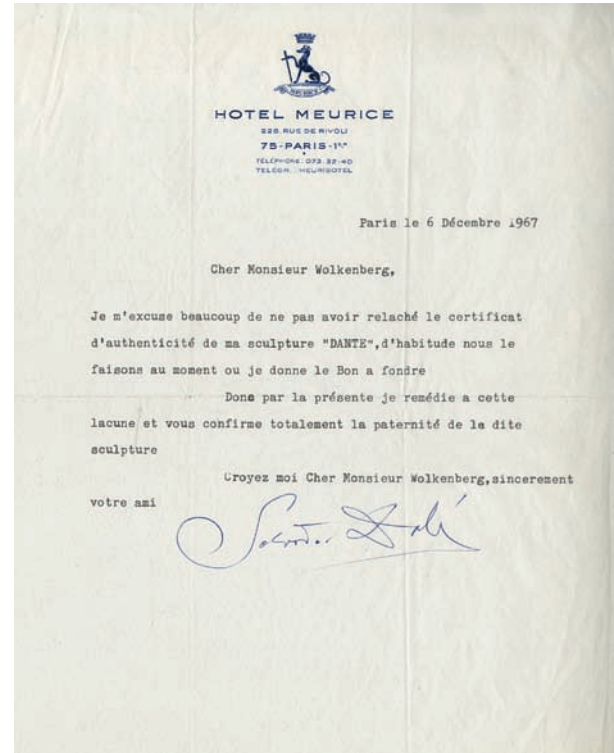 HOTEL MEURICE
228, RUE DE RIVOLI
75-PARIS-1er
TÉLÉPHONE: 073.32-40
TÉLÉGR.: MEURISOTEL
Paris le 6 Décembre 1967
Cher Monsieur Wolkenberg,
Je m'excuse beaucoup de ne pas avoir relaché le certificat
d'authenticité de ma sculpture "DANTE",d'habitude nous le
faisons au moment ou je donne le Bon a fondre
Donc par la présente je remédie a cette
lacune et vous confirme totalement la paternité de la dite
sculpture
Croyez moi Cher Monsieur Wolkenberg,sincerement
votre ami
Salvador Dalí